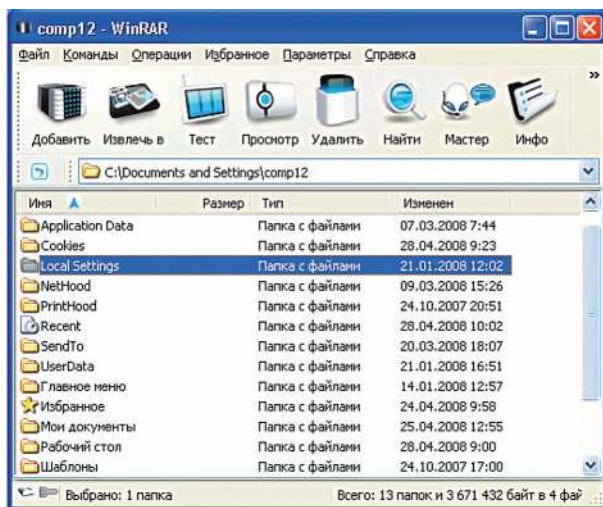 comp12 - WinRAR
Файл Команды Операции Избранное Параметры Справка
Добавить Извлечь в Тест Просмотр Удалить Найти Мастер Инфо
C:\Documents and Settings\comp12
Имя Размер Тип Изменен
Application Data Папка с файлами 07.03.2008 7:44
Cookies Папка с файлами 28.04.2008 9:23
Local Settings Папка с файлами 21.01.2008 12:02
NetHood Папка с файлами 09.03.2008 15:26
PrintHood Папка с файлами 24.10.2007 20:51
Recent Папка с файлами 28.04.2008 10:02
SendTo Папка с файлами 20.03.2008 18:07
UserData Папка с файлами 21.01.2008 16:51
Главное меню Папка с файлами 14.01.2008 12:57
Избранное Папка с файлами 24.04.2008 9:58
Мои документы Папка с файлами 25.04.2008 12:55
Рабочий стол Папка с файлами 28.04.2008 9:00
Шаблоны Папка с файлами 24.10.2007 17:00
Выбрано: 1 папка Всего: 13 папок и 3 671 432 байт в 4 фай